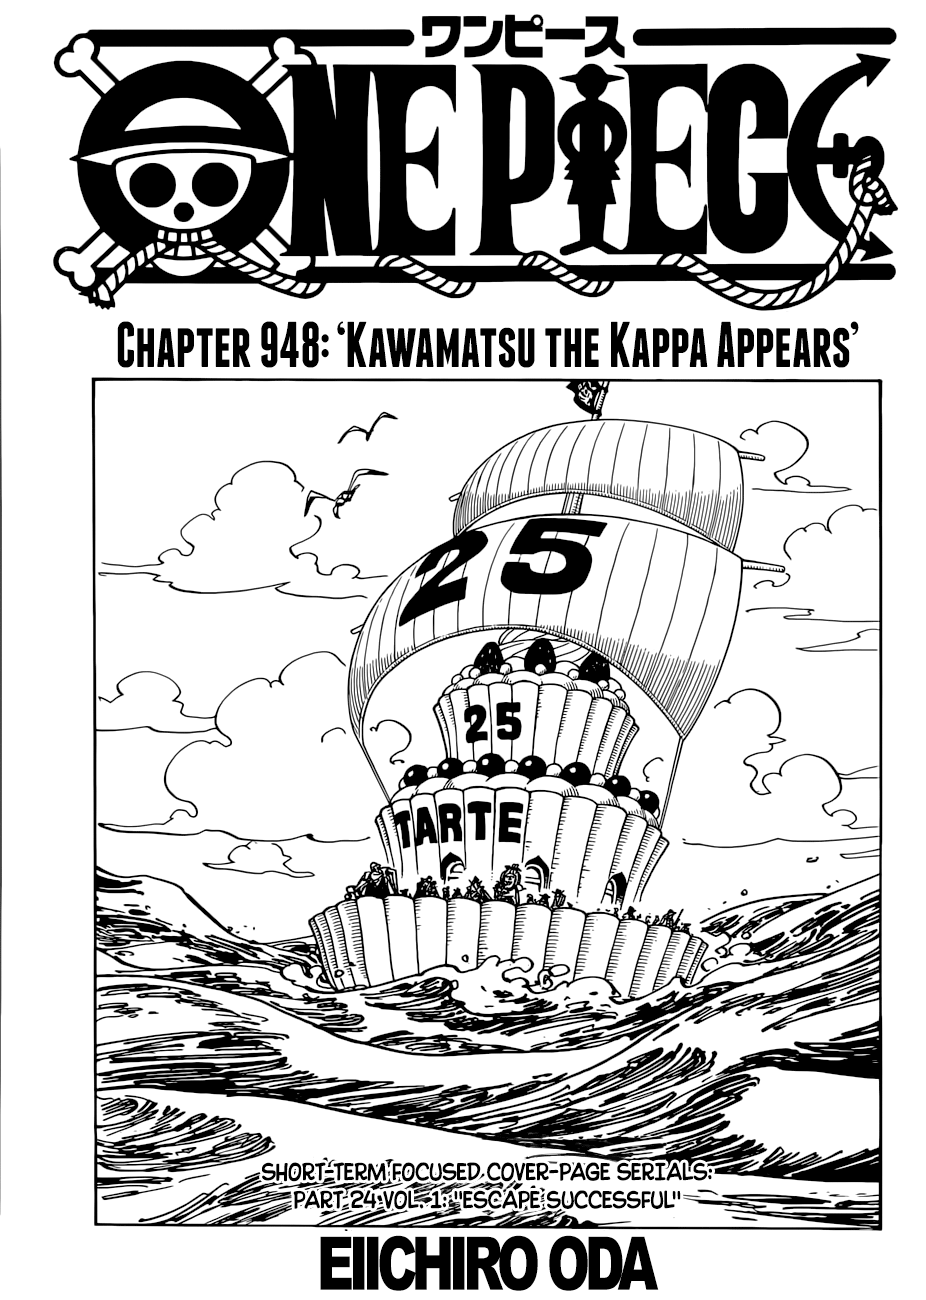 ワンピース
ONE PIECE
CHAPTER 948: ‘KAWAMATSU THE KAPPA APPEARS’
25
25
TARTE
SHORT-TERM FOCUSED COVER-PAGE SERIALS:
PART 24 VOL. 1: "ESCAPE SUCCESSFUL"
EIICHIRO ODA